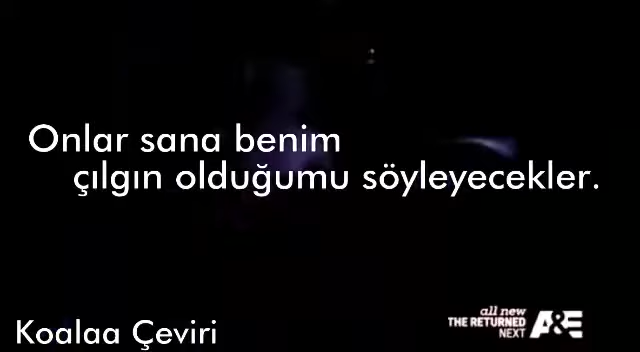 Onlar sana benim
çılgın olduğumu söyleyecekler.
all new
THE RETURNED
NEXT
A&E
Koalaa Çeviri